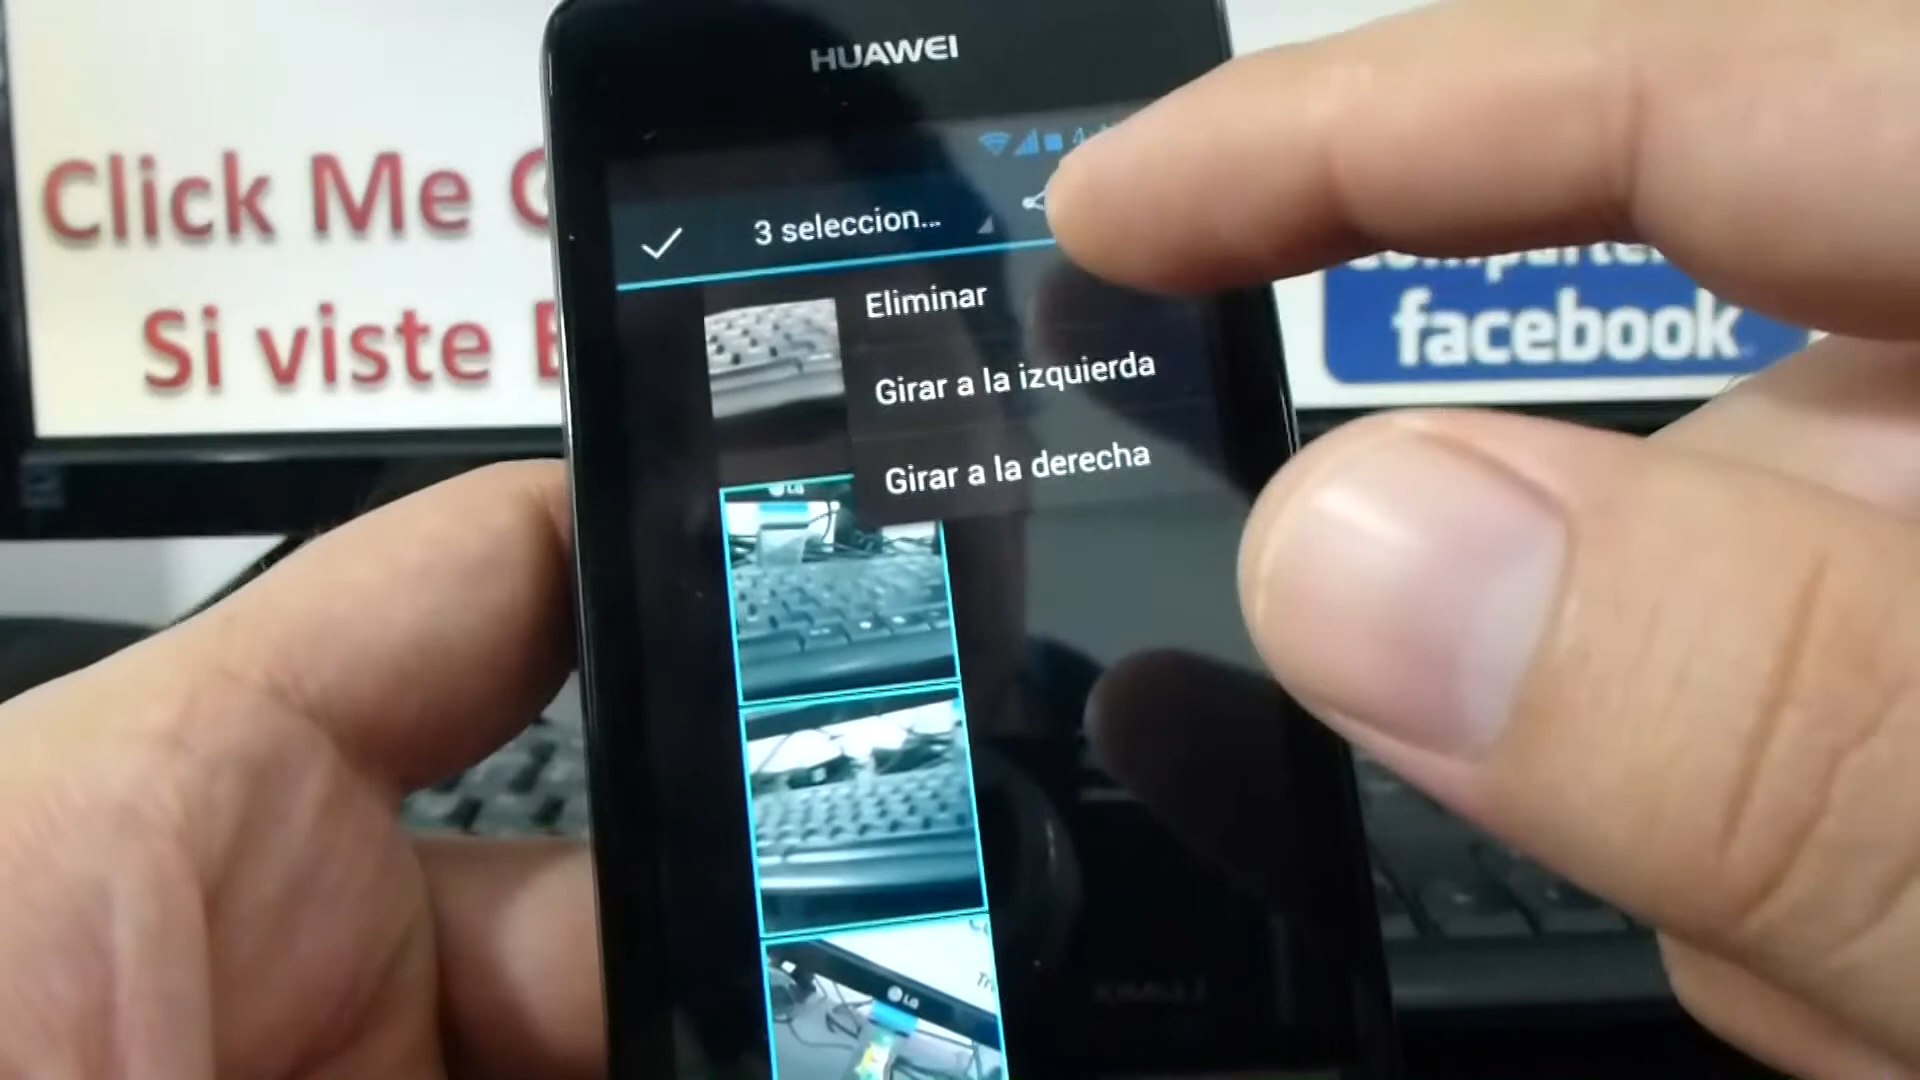 HUAWEI
Click Me
3 seleccion...
Si viste
Eliminar
facebook
Girar a la izquierda
Girar a la derecha
LG
LG